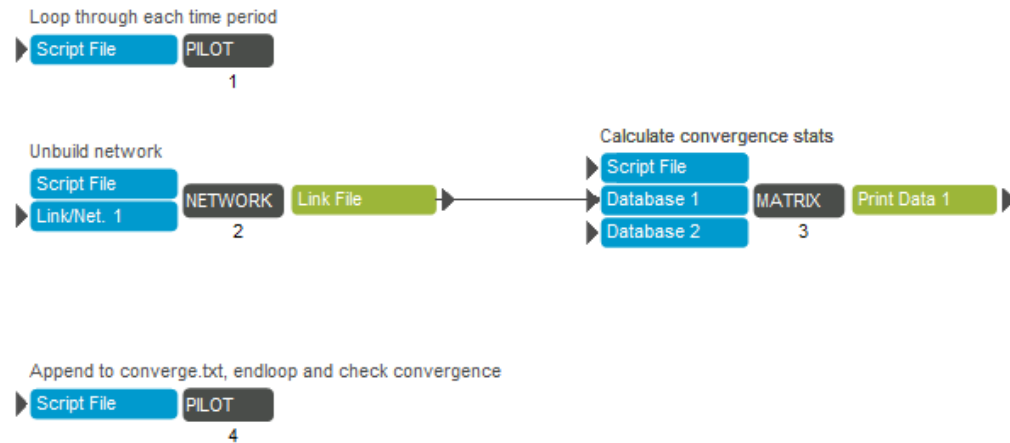 Loop through each time period
Script File PILOT
1
Unbuild network
Script File
Link/Net. 1 NETWORK Link File
2
Calculate convergence stats
Script File
Database 1 MATRIX Print Data 1
Database 2
3
Append to converge.txt, endloop and check convergence
Script File PILOT
4